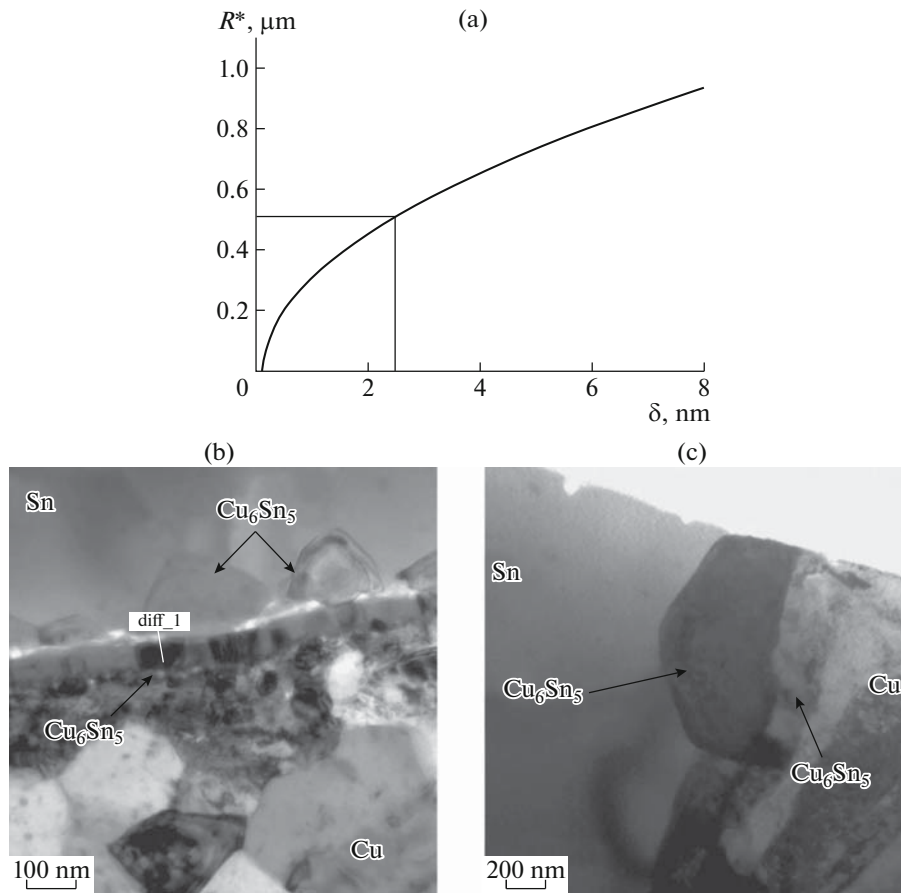 R*, μm
(a)
1.0
0.8
0.6
0.4
0.2
0 2 4 6 8
δ, nm
(b)
Sn
Cu₆Sn₅
diff_1
Cu₆Sn₅
Cu
100 nm
(c)
Sn
Cu₆Sn₅
Cu
Cu₆Sn₅
200 nm